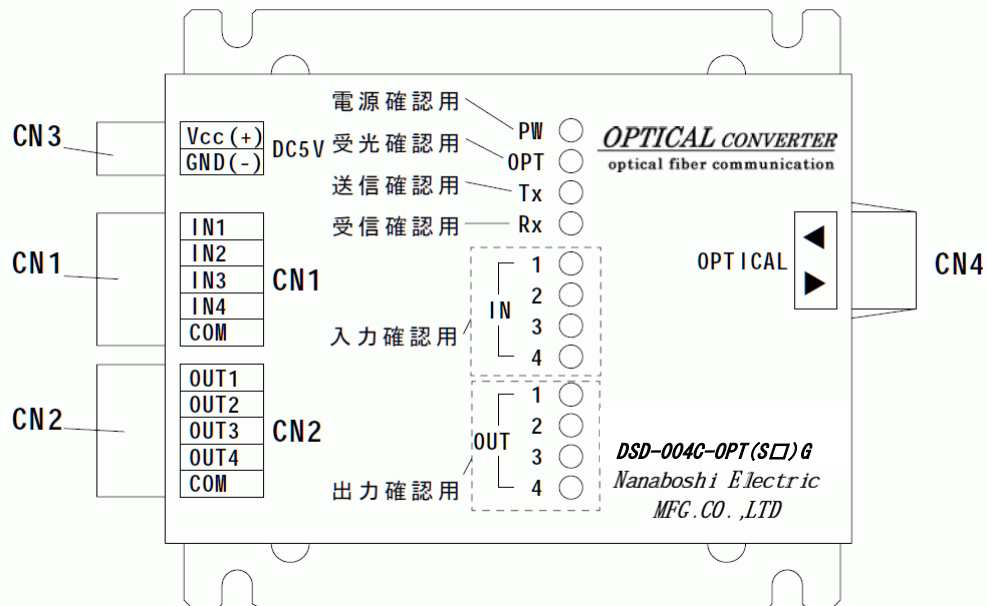 CN3
Vcc(+)
GND(-)
DC5V
CN1
IN1
IN2
IN3
IN4
COM
CN1
CN2
OUT1
OUT2
OUT3
OUT4
COM
CN2
電源確認用
PW
受光確認用
OPT
送信確認用
Tx
受信確認用
Rx
入力確認用
IN
1
2
3
4
出力確認用
OUT
1
2
3
4
OPTICAL CONVERTER
optical fiber communication
OPTICAL
◀
▶
CN4
DSD-004C-OPT(S□)G
Nanaboshi Electric
MFG.CO.,LTD